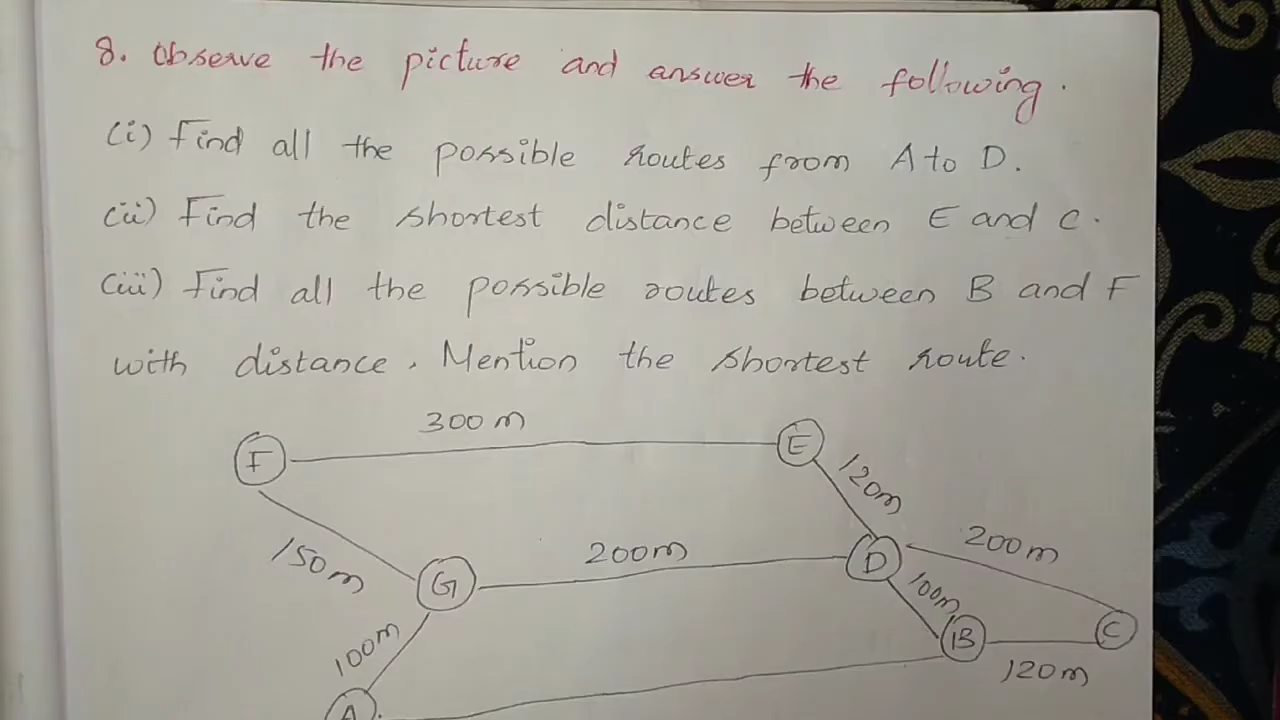 8. Observe the picture and answer the following.
(i) Find all the possible routes from A to D.
(ii) Find the shortest distance between E and C.
(iii) Find all the possible routes between B and F
with distance. Mention the shortest route.
300 m
F
E
120m
200m
200m
D
150m
G
100m
B
C
100m
120m
A